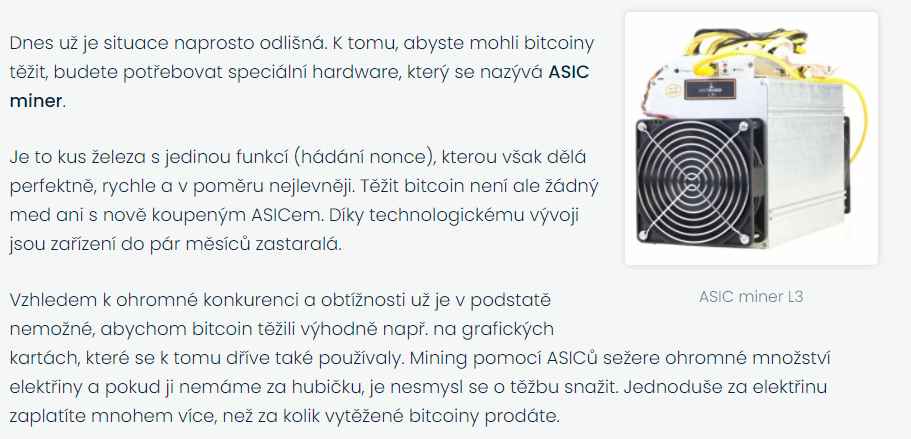 Dnes už je situace naprosto odlišná. K tomu, abyste mohli bitcoiny
těžit, budete potřebovat speciální hardware, který se nazývá ASIC
miner.
Je to kus železa s jedinou funkcí (hádání nonce), kterou však dělá
perfektně, rychle a v poměru nejlevněji. Těžit bitcoin není ale žádný
med ani s nově koupeným ASICem. Díky technologickému vývoji
jsou zařízení do pár měsíců zastaralá.
ANTMINER
L3+
ASIC miner L3
Vzhledem k ohromné konkurenci a obtížnosti už je v podstatě
nemožné, abychom bitcoin těžili výhodně např. na grafických
kartách, které se k tomu dříve také používaly. Mining pomocí ASICů sežere ohromné množství
elektřiny a pokud ji nemáme za hubičku, je nesmysl se o těžbu snažit. Jednoduše za elektřinu
zaplatíte mnohem více, než za kolik vytěžené bitcoiny prodáte.